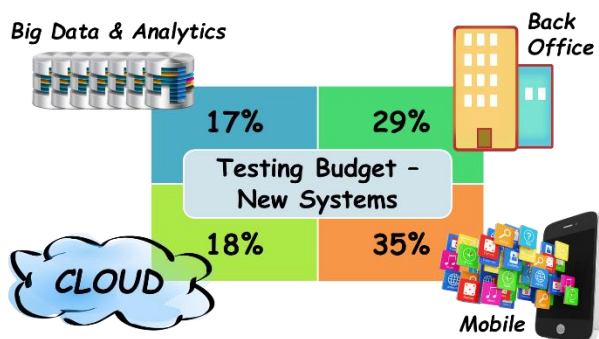 Big Data & Analytics
Back
Office
17%
29%
Testing Budget –
New Systems
18%
35%
CLOUD
Mobile